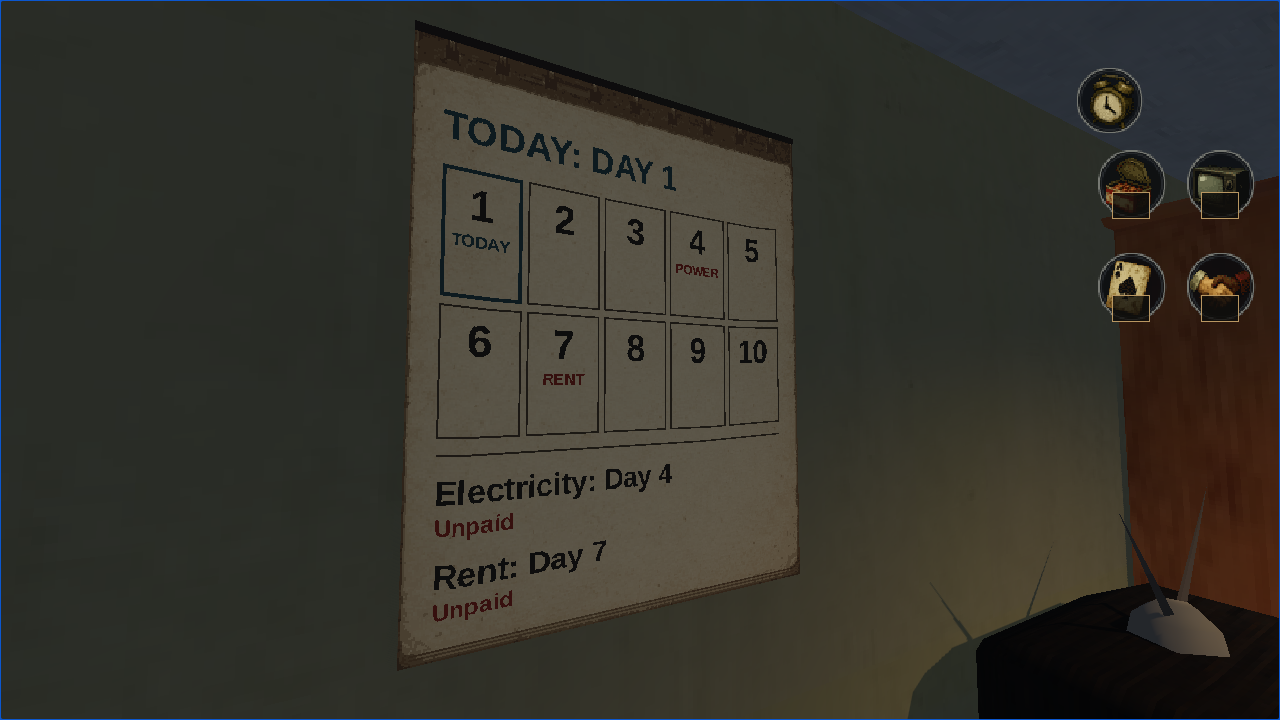 TODAY: DAY 1
1 2 3 4 5
TODAY POWER
6 7 8 9 10
RENT
Electricity: Day 4
Unpaid
Rent: Day 7
Unpaid